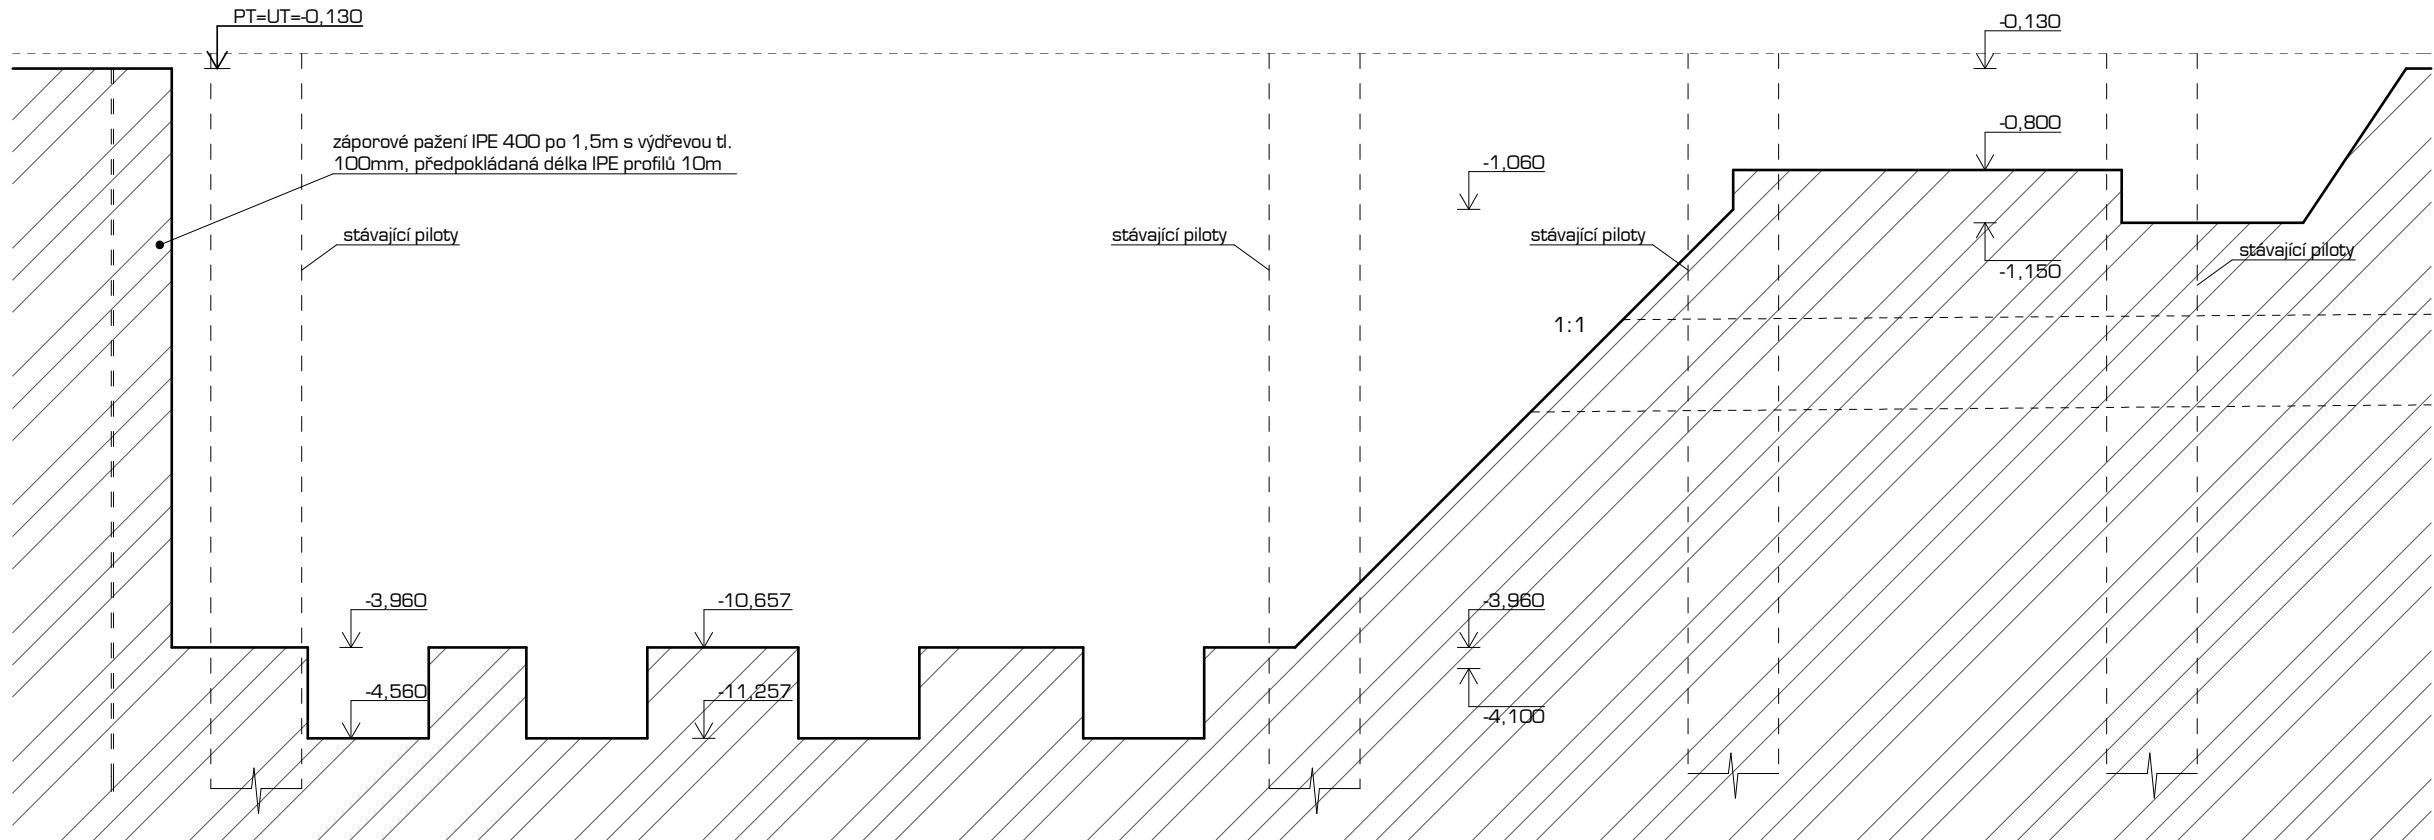 PT=UT=-0,130
-0,130
-0,800
záporové pažení IPE 400 po 1,5m s výdřevou tl.
100mm, předpokládaná délka IPE profilů 10m
-1,060
stávající piloty
stávající piloty
stávající piloty
stávající piloty
-1,150
1:1
-3,960
-10,657
-3,960
-4,560
-11,257
-4,100